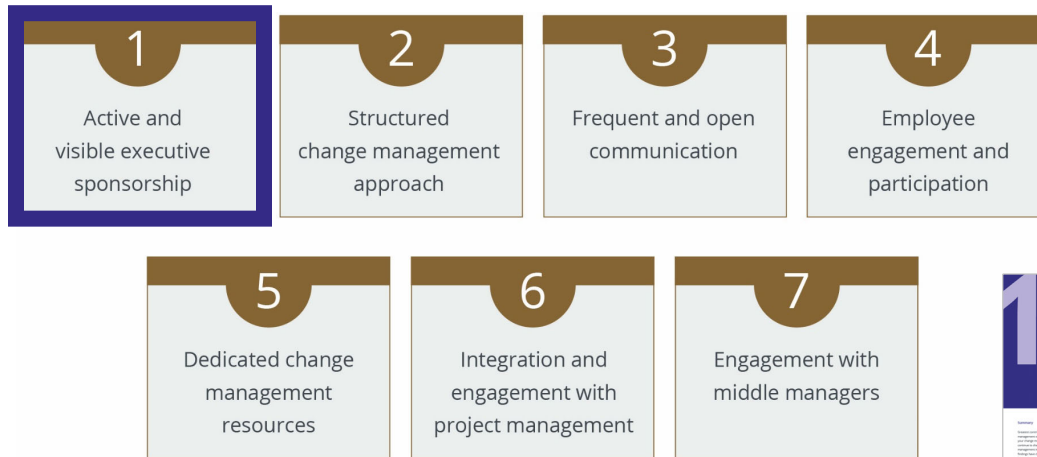 1
Active and
visible executive
sponsorship
2
Structured
change management
approach
3
Frequent and open
communication
4
Employee
engagement and
participation
5
Dedicated change
management
resources
6
Integration and
engagement with
project management
7
Engagement with
middle managers
1
Summary